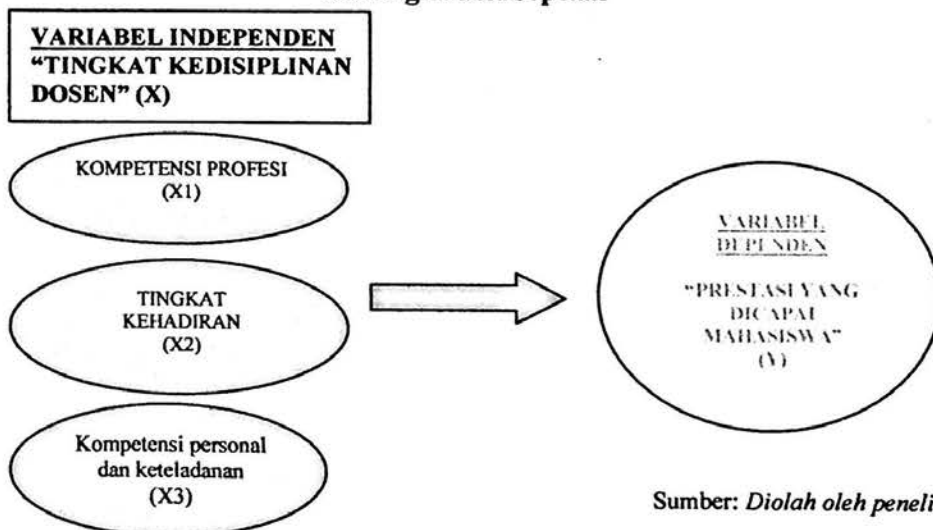 VARIABEL INDEPENDEN
“TINGKAT KEDISIPLINAN
DOSEN” (X)
KOMPETENSI PROFESI
(X1)
TINGKAT
KEHADIRAN
(X2)
Kompetensi personal
dan keteladanan
(X3)
VARIABEL
DEPENDEN
“PRESTASI YANG
DICAPAI
MAHASISWA”
(Y)
Sumber: Diolah oleh peneli